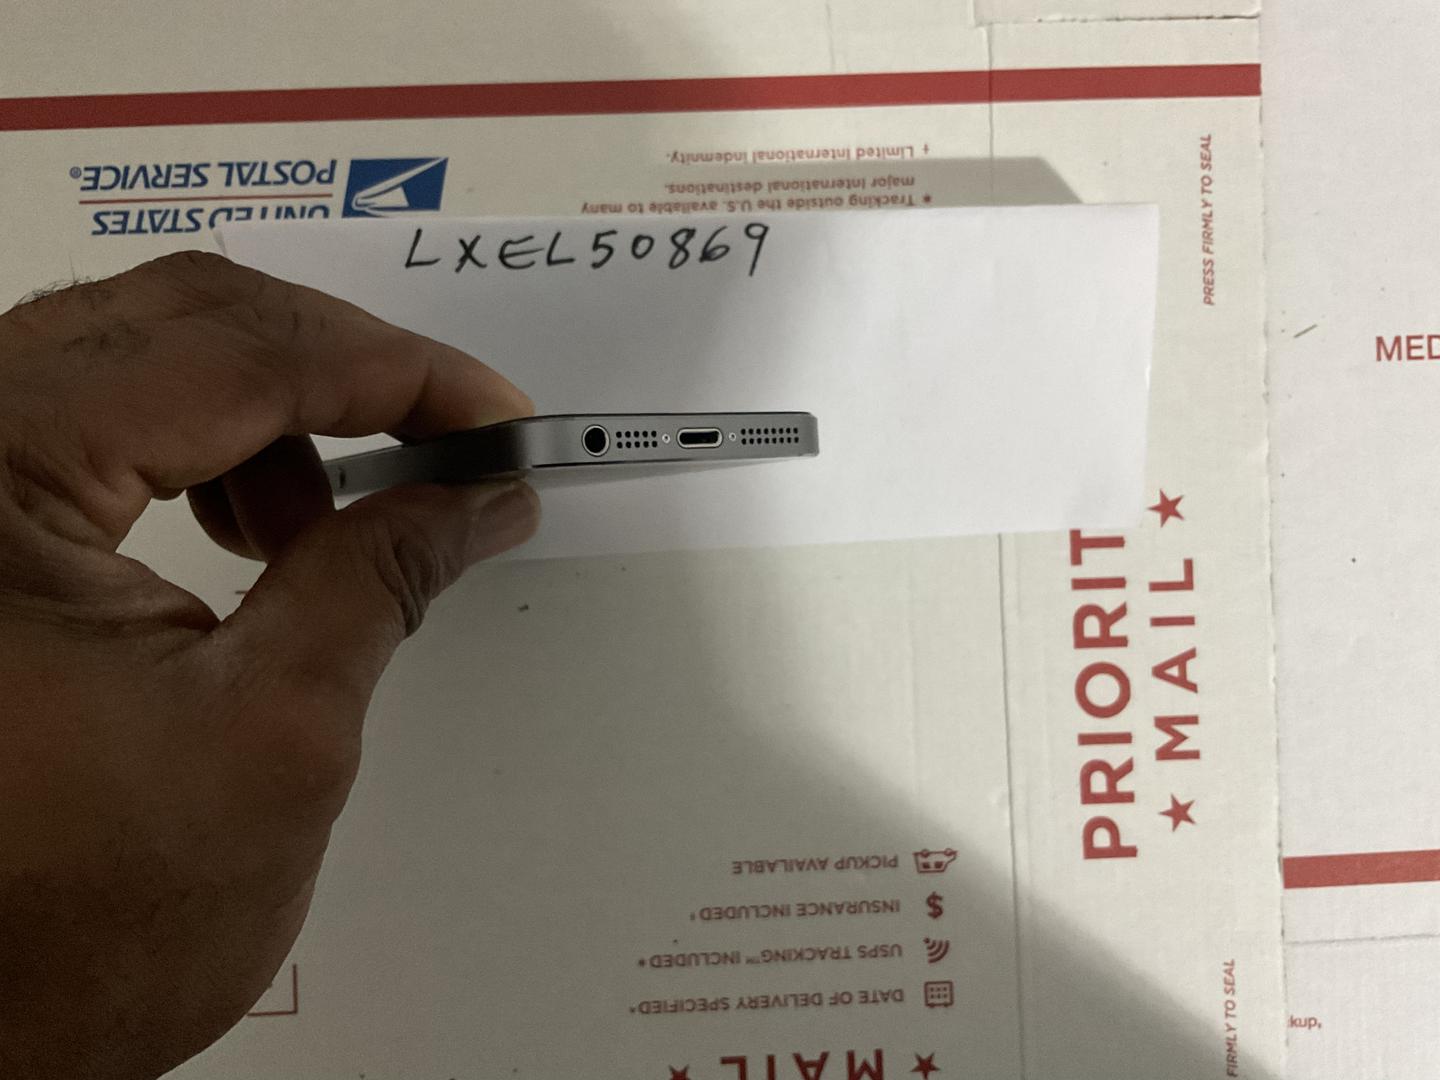 LXEL50869
UNITED STATES
POSTAL SERVICE®
* Tracking outside the U.S. available to many
major international destinations.
† Limited international indemnity.
PRESS FIRMLY TO SEAL
MED
PRIORIT
★ MAIL ★
PICKUP AVAILABLE
$ INSURANCE INCLUDED†
USPS TRACKING™ INCLUDED*
DATE OF DELIVERY SPECIFIED*
★ MAIL ★
FIRMLY TO SEAL
kup,